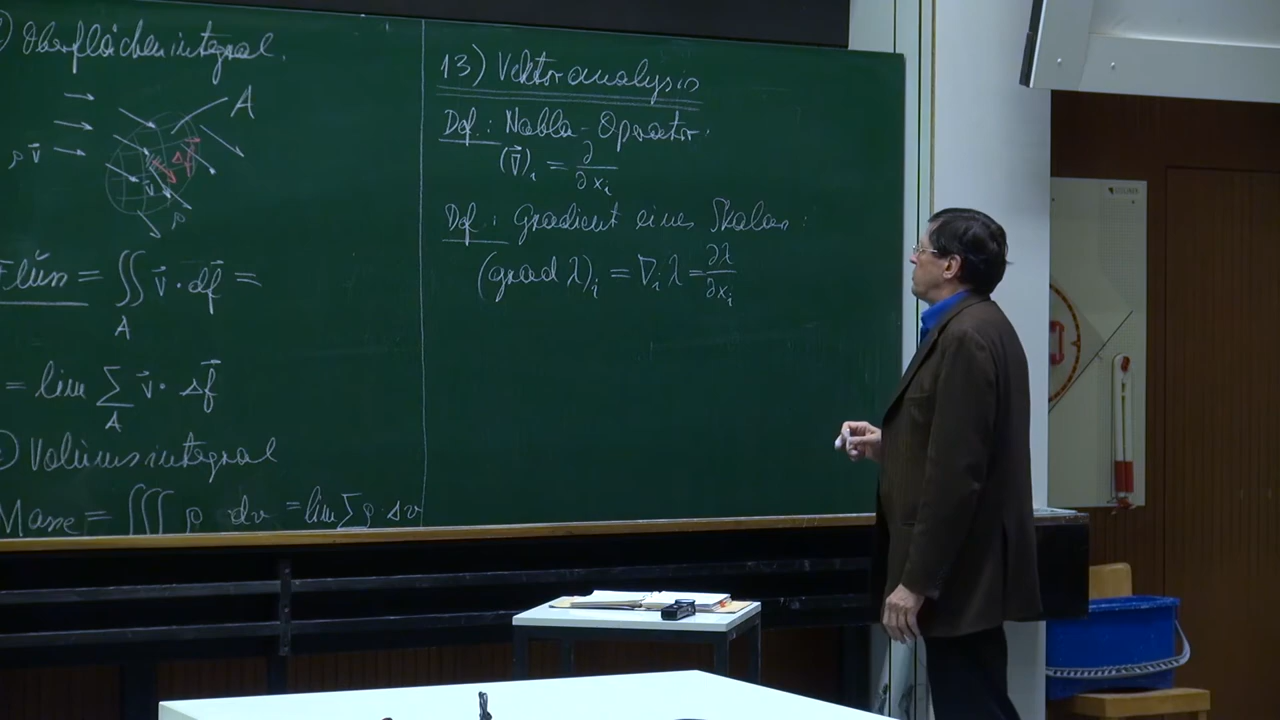 Oberflächenintegral.
A
ρ v⃗
Δf⃗
v⃗
ρ
Fluss = ∬ v⃗ · df⃗ =
A
= lim ∑ v⃗ · Δf⃗
A
) Volumsintegral
Masse = ∭ ρ dv = lim ∑ ρ · Δv
13) Vektoranalysis
Def.: Nabla-Operator:
(∇⃗)ᵢ = ∂/∂xᵢ
Def.: Gradient eines Skalars:
(grad λ)ᵢ = ∇ᵢ λ = ∂λ/∂xᵢ